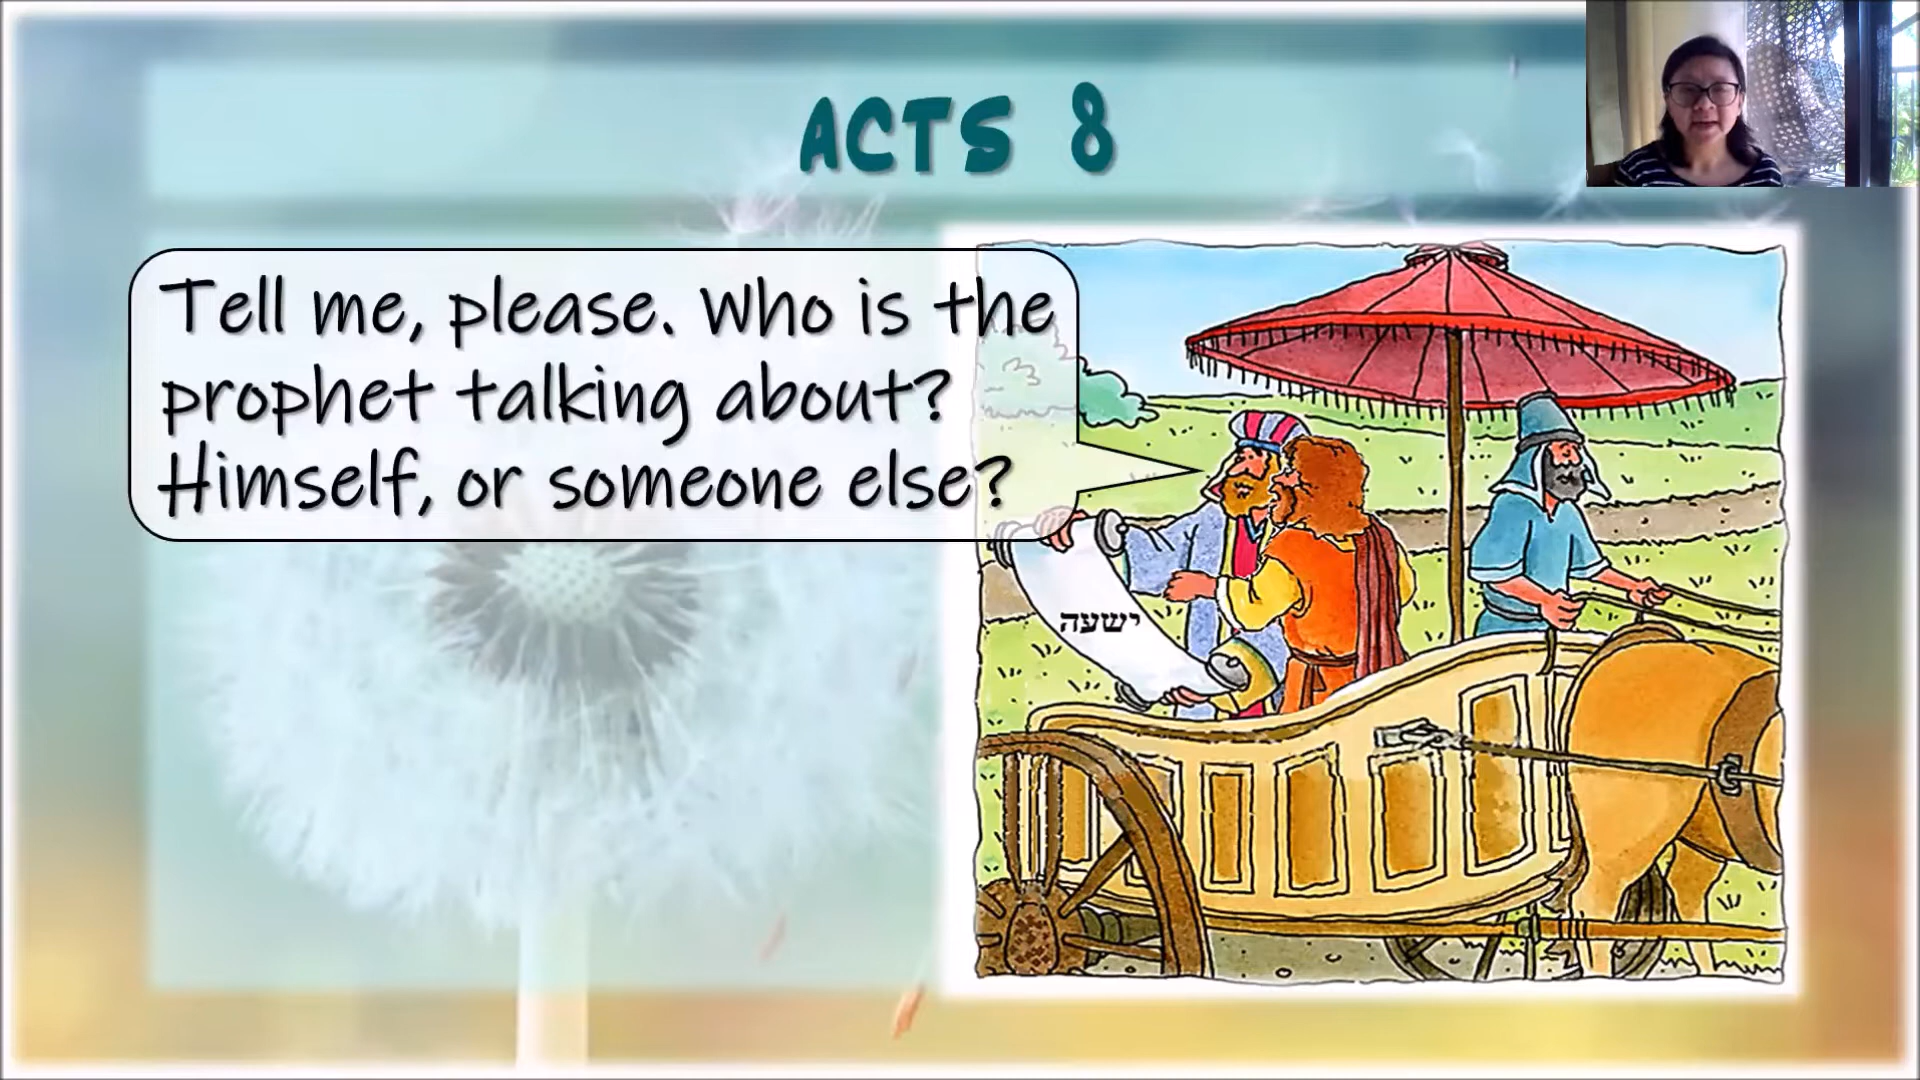 ACTS 8
Tell me, please. Who is the
prophet talking about?
Himself, or someone else?
ישעה